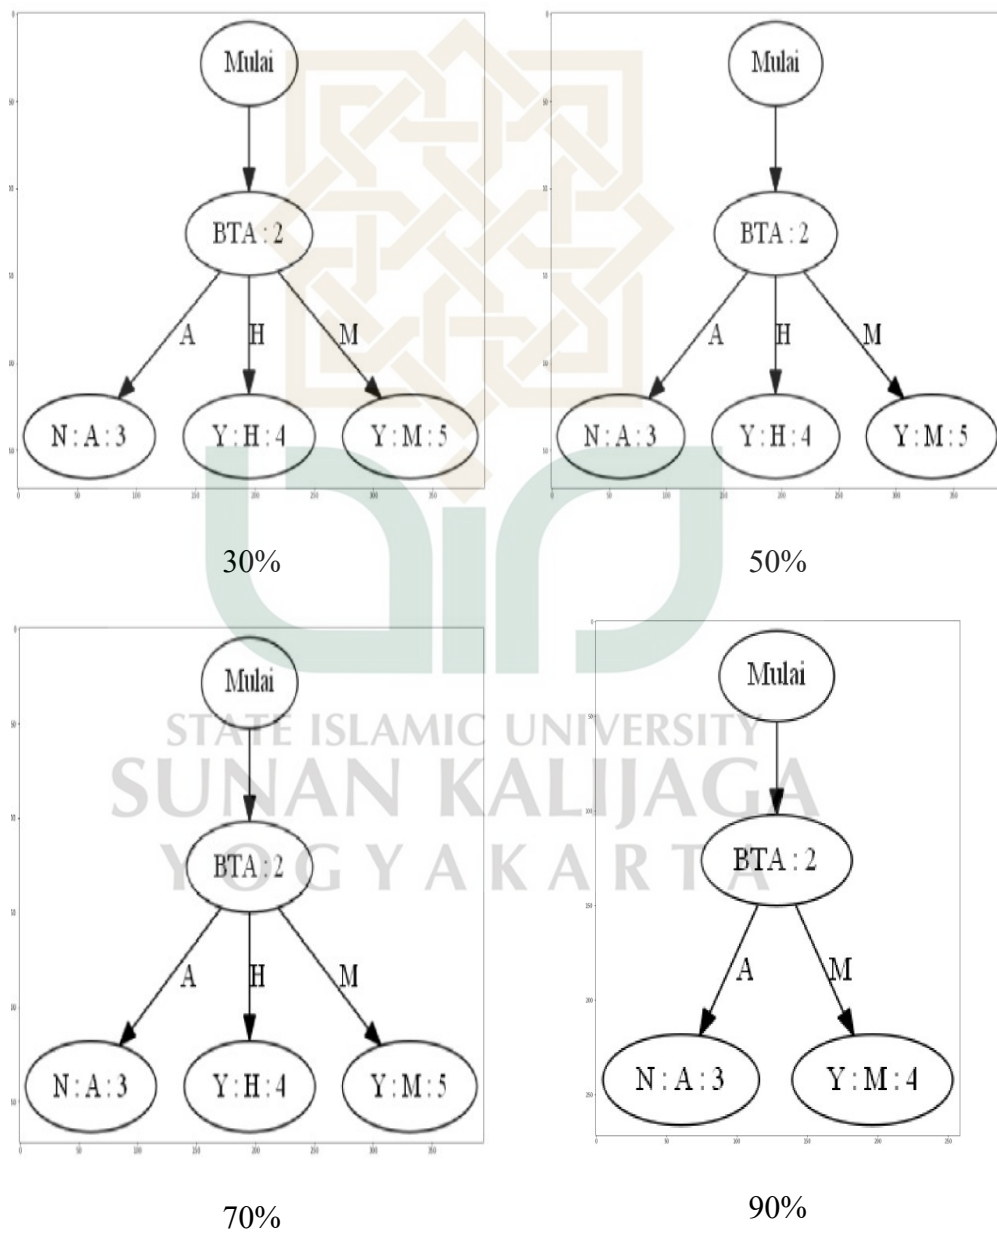 Mulai
BTA : 2
A
H
M
N : A : 3
Y : H : 4
Y : M : 5
30%
Mulai
BTA : 2
A
H
M
N : A : 3
Y : H : 4
Y : M : 5
50%
STATE ISLAMIC UNIVERSITY
SUNAN KALIJAGA
YOGYAKARTA
Mulai
BTA : 2
A
H
M
N : A : 3
Y : H : 4
Y : M : 5
70%
Mulai
BTA : 2
A
M
N : A : 3
Y : M : 4
90%